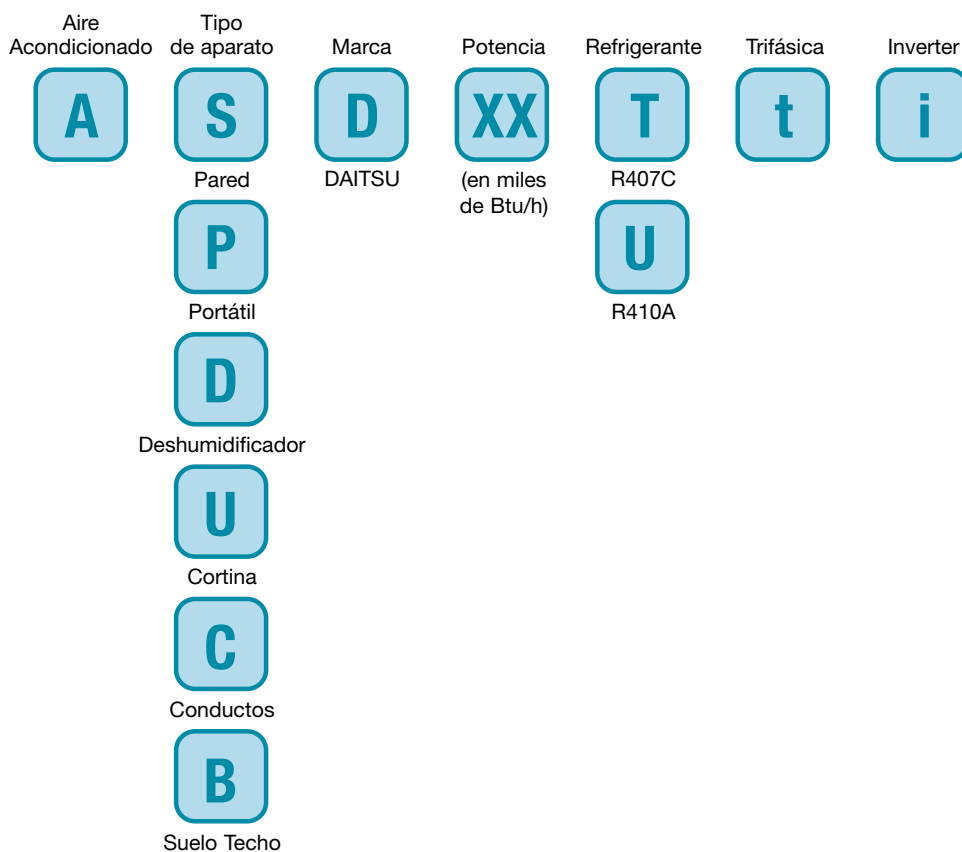 Aire
Acondicionado
Tipo
de aparato
Marca
Potencia
Refrigerante
Trifásica
Inverter
A
S
D
XX
T
t
i
Pared
DAITSU
(en miles
de Btu/h)
R407C
P
U
Portátil
R410A
D
Deshumidificador
U
Cortina
C
Conductos
B
Suelo Techo